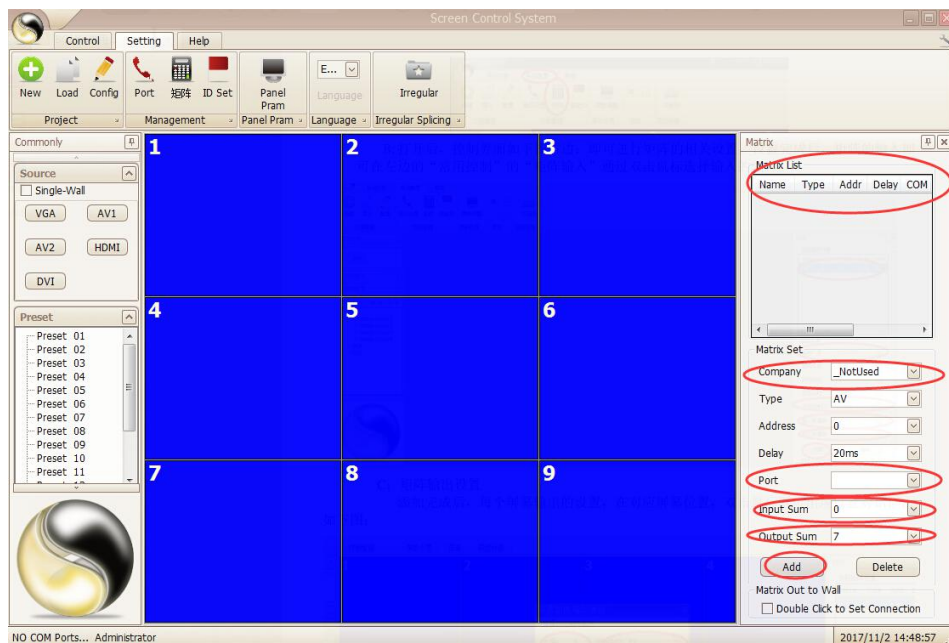 Screen Control System
Control Setting Help
New Load Config Port 矩阵 ID Set Panel Pram E... Language Irregular
Project Management Panel Pram Language Irregular Splicing
Commonly
Source
Single-Wall
VGA AV1
AV2 HDMI
DVI
Preset
Preset 01
Preset 02
Preset 03
Preset 04
Preset 05
Preset 06
Preset 07
Preset 08
Preset 09
Preset 10
Preset 11
1 2 3
4 5 6
7 8 9
Matrix
Matrix List
Name Type Addr Delay COM
Matrix Set
Company _NotUsed
Type AV
Address 0
Delay 20ms
Port
Input Sum 0
Output Sum 7
Add Delete
Matrix Out to Wall
Double Click to Set Connection
NO COM Ports... Administrator 2017/11/2 14:48:57